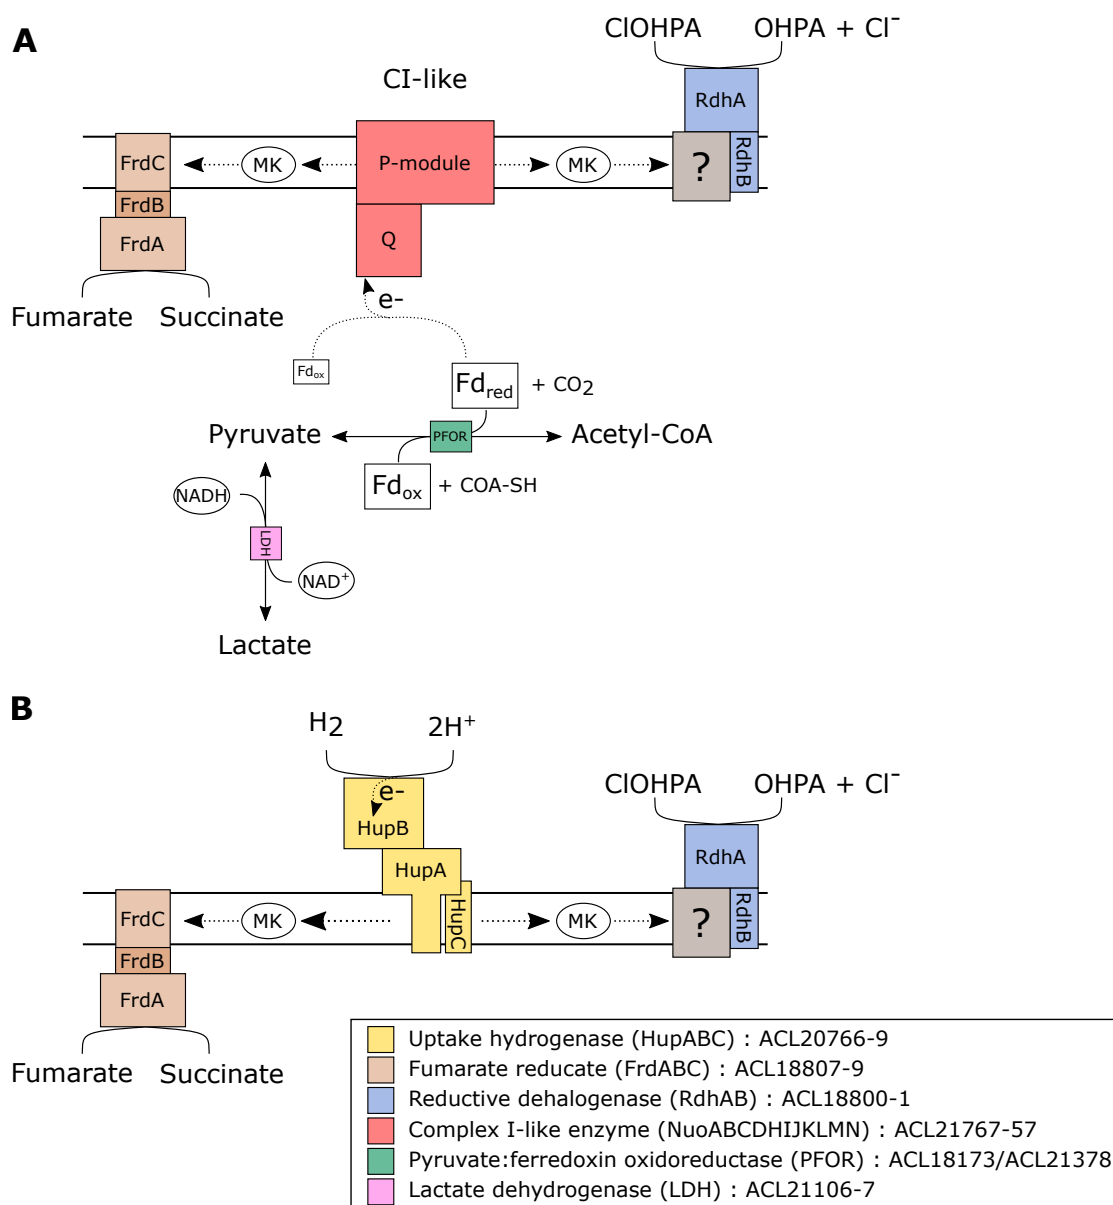 A
ClOHPA OHPA + Cl⁻
CI-like
RdhA
FrdC MK P-module MK ? RdhB
FrdB
FrdA Q
e-
Fumarate Succinate
Fdox
Fdred + CO2
Pyruvate PFOR Acetyl-CoA
Fdox + COA-SH
NADH
LDH
NAD+
Lactate
B
H2 2H+
ClOHPA OHPA + Cl⁻
e-
HupB
RdhA
HupA
FrdC MK HupC MK ? RdhB
FrdB
FrdA
Fumarate Succinate
Uptake hydrogenase (HupABC) : ACL20766-9
Fumarate reducate (FrdABC) : ACL18807-9
Reductive dehalogenase (RdhAB) : ACL18800-1
Complex I-like enzyme (NuoABCDHIJKLMN) : ACL21767-57
Pyruvate:ferredoxin oxidoreductase (PFOR) : ACL18173/ACL21378
Lactate dehydrogenase (LDH) : ACL21106-7